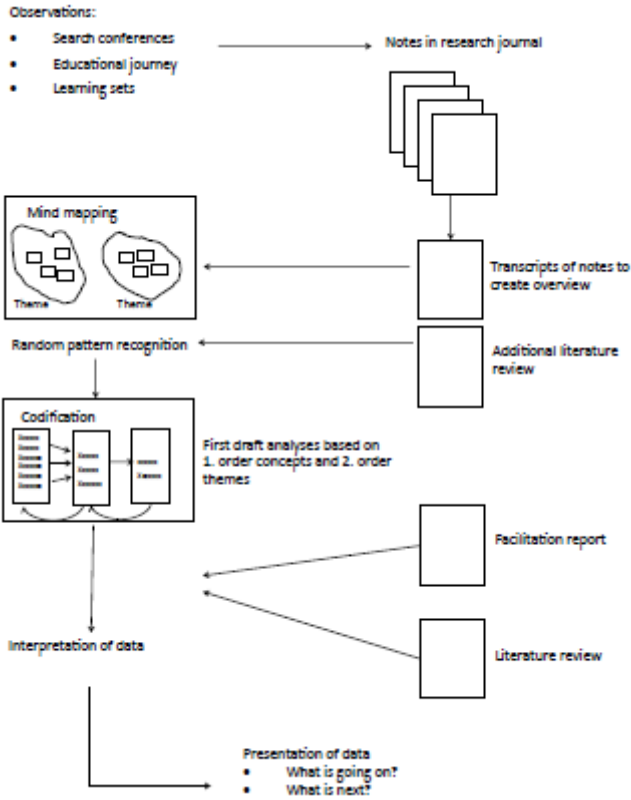 Observations:
• Search conferences
• Educational journey
• Learning sets
Notes in research journal
Mind mapping
Theme
Theme
Transcripts of notes to
create overview
Random pattern recognition
Additional literature
review
Codification
First draft analyses based on
1. order concepts and 2. order
themes
Facilitation report
Interpretation of data
Literature review
Presentation of data
• What is going on?
• What is next?